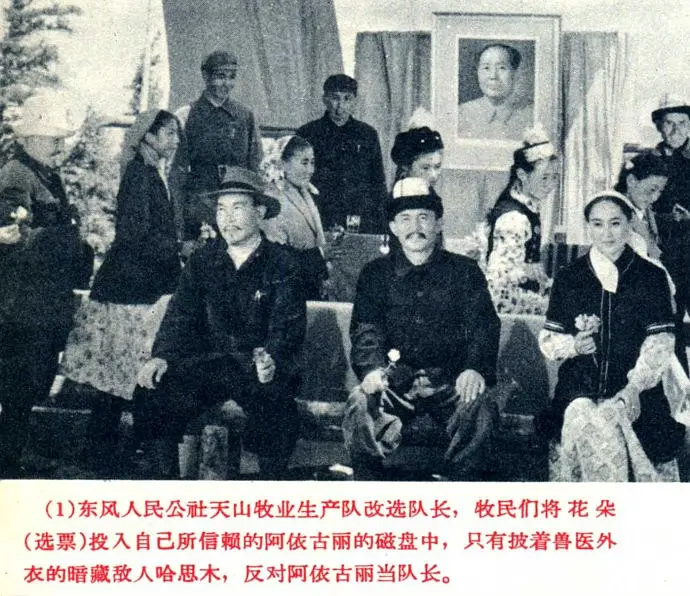 (1)东风人民公社天山牧业生产队改选队长，牧民们将花朵
(选票)投入自己所信赖的阿依古丽的磁盘中，只有披着兽医外
衣的暗藏敌人哈思木，反对阿依古丽当队长。